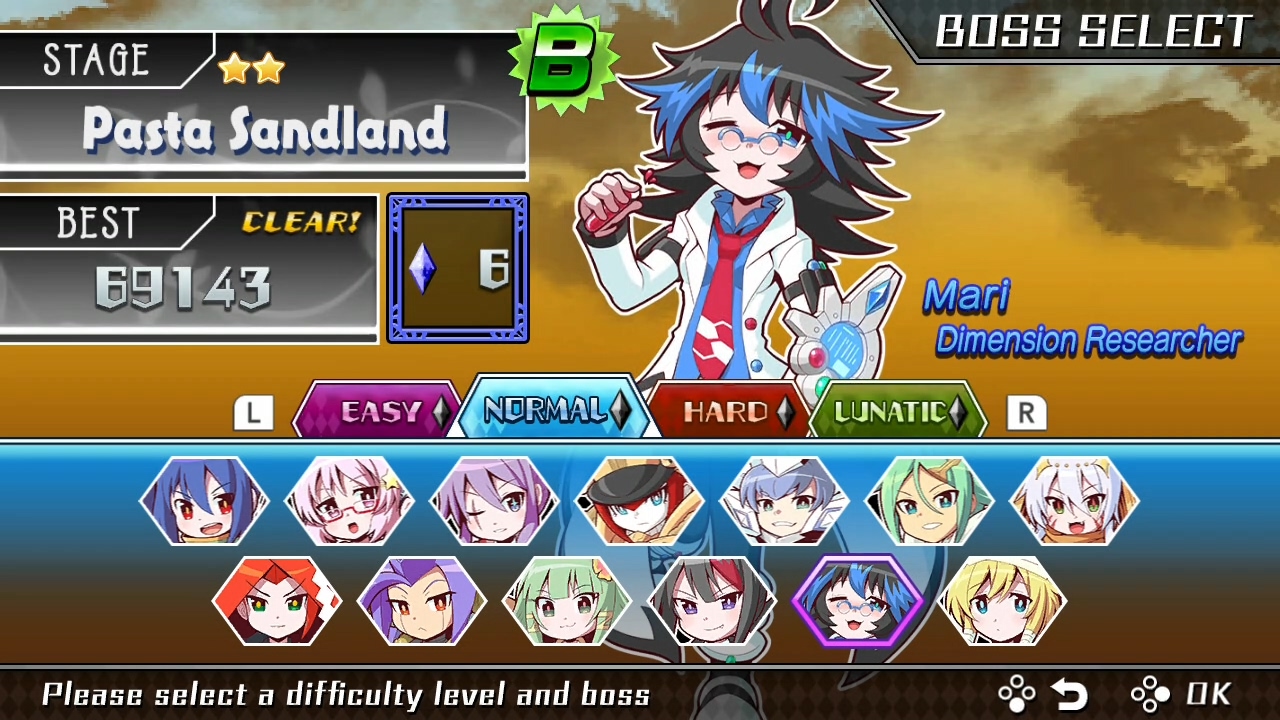 BOSS SELECT
STAGE
B
Pasta Sandland
BEST
CLEAR!
69143
6
Mari
Dimension Researcher
L
EASY
NORMAL
HARD
LUNATIC
R
Please select a difficulty level and boss
OK